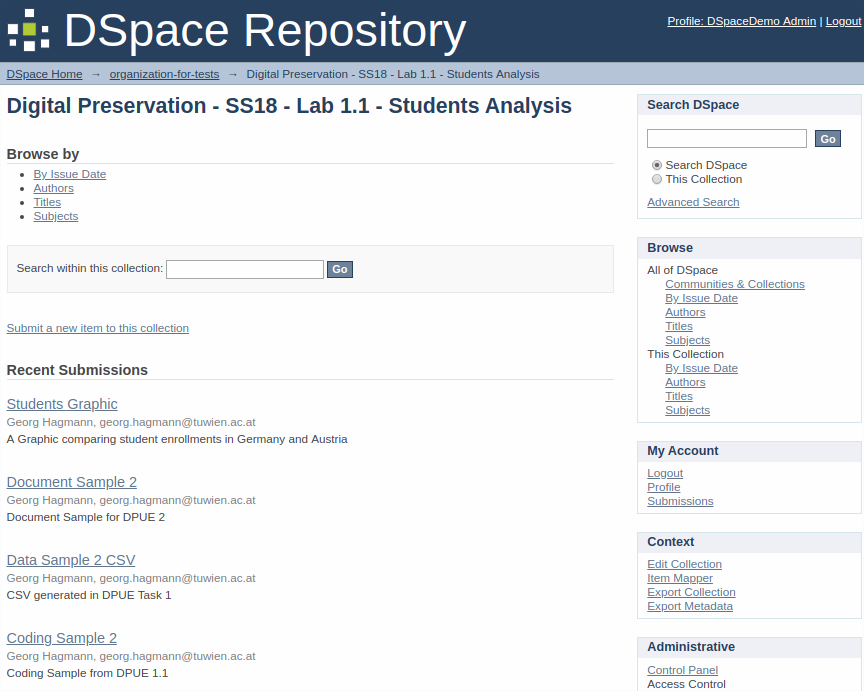 DSpace Repository
Profile: DSpaceDemo Admin | Logout
DSpace Home → organization-for-tests → Digital Preservation - SS18 - Lab 1.1 - Students Analysis
Digital Preservation - SS18 - Lab 1.1 - Students Analysis
Browse by
By Issue Date
Authors
Titles
Subjects
Search within this collection: Go
Submit a new item to this collection
Recent Submissions
Students Graphic
Georg Hagmann, georg.hagmann@tuwien.ac.at
A Graphic comparing student enrollments in Germany and Austria
Document Sample 2
Georg Hagmann, georg.hagmann@tuwien.ac.at
Document Sample for DPUE 2
Data Sample 2 CSV
Georg Hagmann, georg.hagmann@tuwien.ac.at
CSV generated in DPUE Task 1
Coding Sample 2
Georg Hagmann, georg.hagmann@tuwien.ac.at
Coding Sample from DPUE 1.1
Search DSpace
Go
Search DSpace
This Collection
Advanced Search
Browse
All of DSpace
Communities & Collections
By Issue Date
Authors
Titles
Subjects
This Collection
By Issue Date
Authors
Titles
Subjects
My Account
Logout
Profile
Submissions
Context
Edit Collection
Item Mapper
Export Collection
Export Metadata
Administrative
Control Panel
Access Control